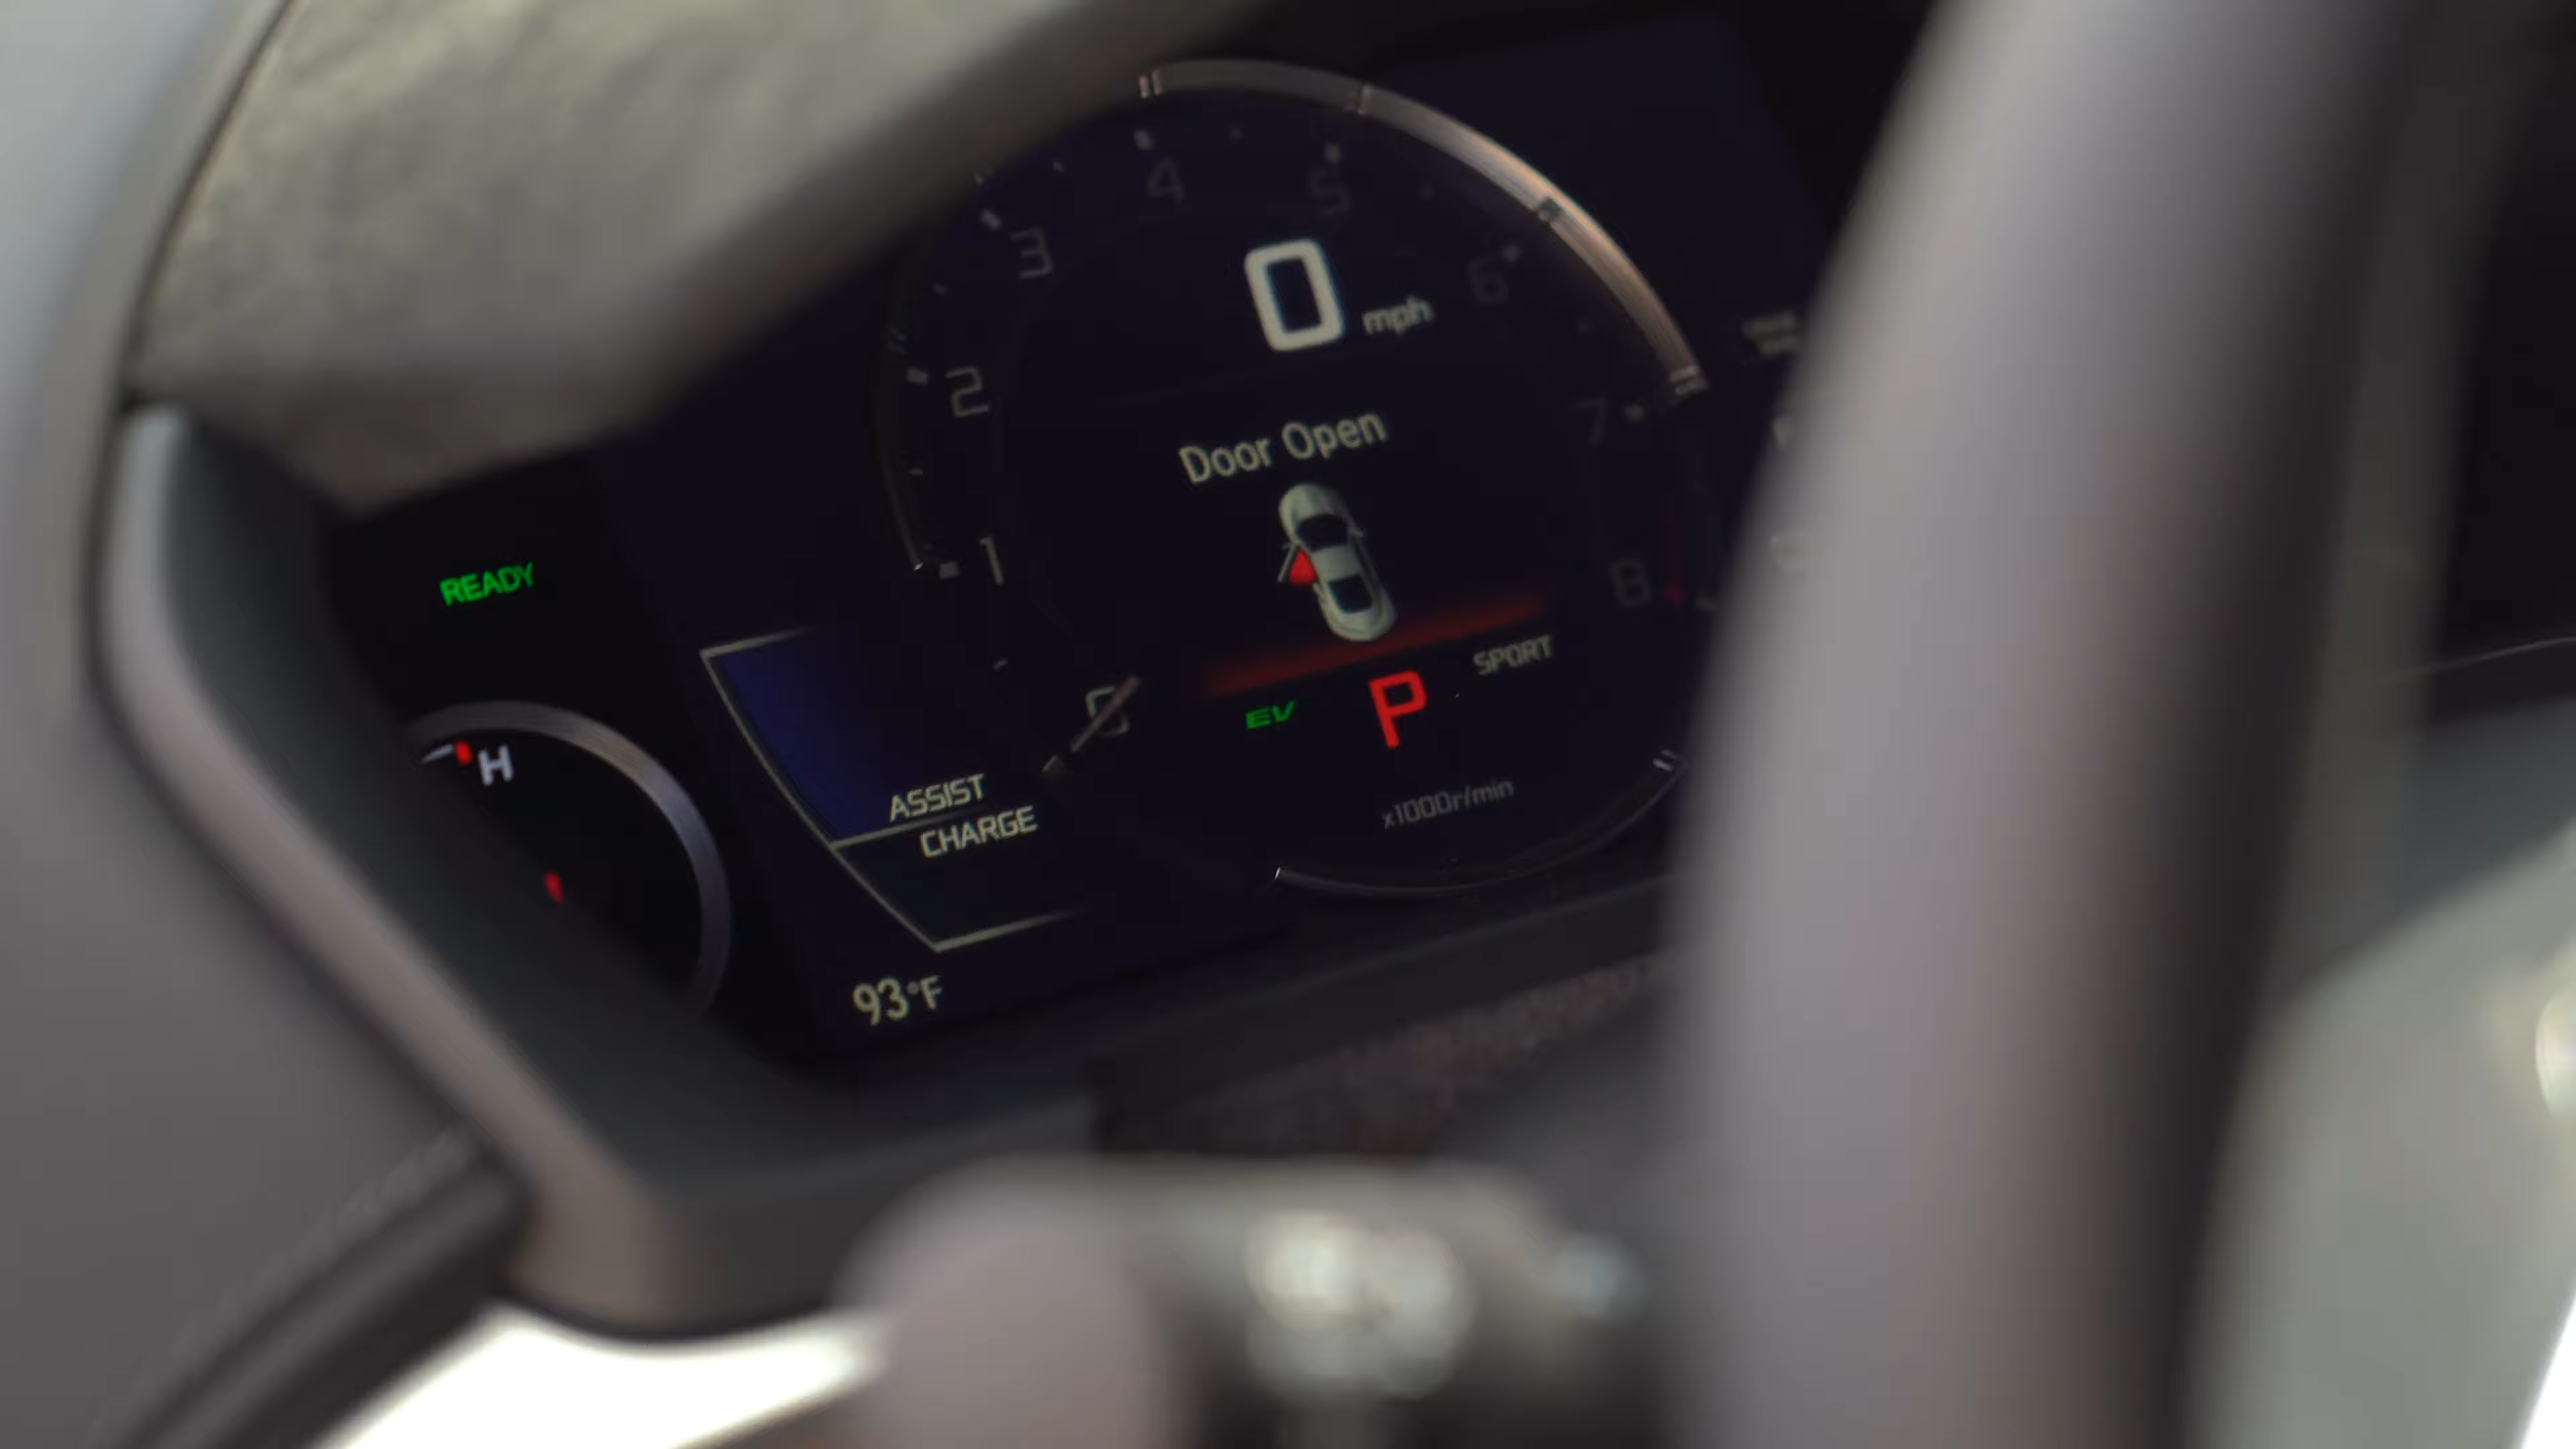 4
5
3
6
0 mph
2
7
Door Open
1
8
READY
0
EV P SPORT
H
ASSIST
CHARGE
x1000r/min
93°F